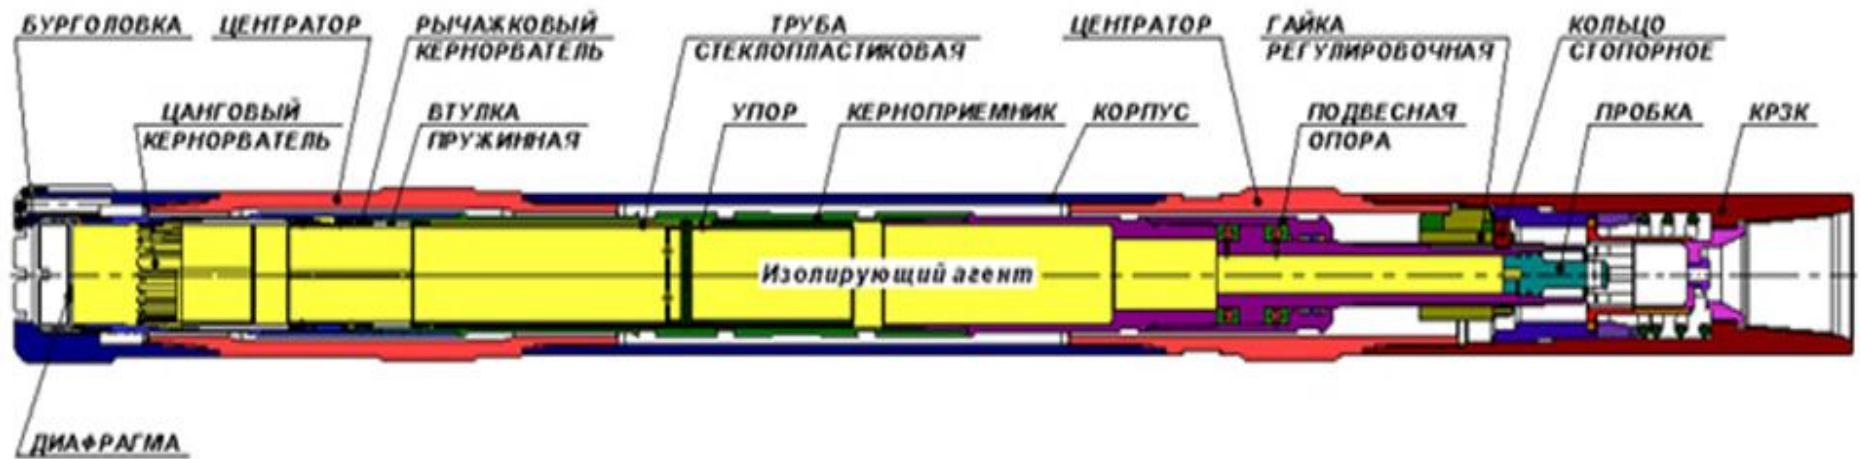 БУРГОЛОВКА
ЦЕНТРАТОР
РЫЧАЖКОВЫЙ
КЕРНОРВАТЕЛЬ
ТРУБА
СТЕКЛОПЛАСТИКОВАЯ
ЦЕНТРАТОР
ГАЙКА
РЕГУЛИРОВОЧНАЯ
КОЛЬЦО
СТОПОРНОЕ
ЦАНГОВЫЙ
КЕРНОРВАТЕЛЬ
ВТУЛКА
ПРУЖИННАЯ
УПОР
КЕРНОПРИЕМНИК
КОРПУС
ПОДВЕСНАЯ
ОПОРА
ПРОБКА
КРЗК
Изолирующий агент
ДИАФРАГМА